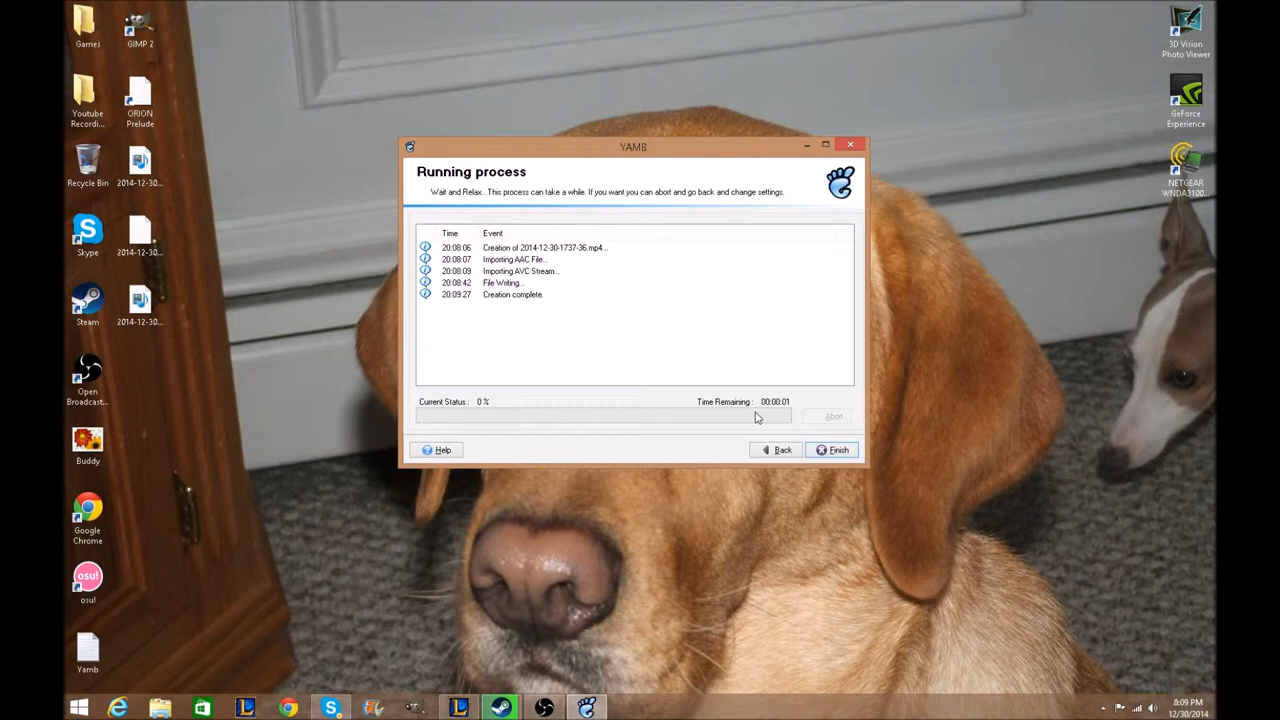 YAMB
Running process
Wait and Relax...This process can take a while. If you want you can abort and go back and change settings.
Time Event
20:08:06 Creation of 2014-12-30-1737-36.mp4...
20:08:07 Importing AAC File...
20:08:09 Importing AVC Stream...
20:08:42 File Writing...
20:09:27 Creation complete.
Current Status : 0 %
Time Remaining : 00:00:01
Abort
Help
Back
Finish
Games
GIMP 2
Youtube
Recordi...
ORION
Prelude
Recycle Bin
2014-12-30...
Skype
2014-12-30...
Steam
2014-12-30...
Open
Broadcast...
Buddy
Google
Chrome
osu!
osu!
Yamb
3D Vision
Photo Viewer
GeForce
Experience
NETGEAR
WNDA3100...
8:09 PM
12/30/2014